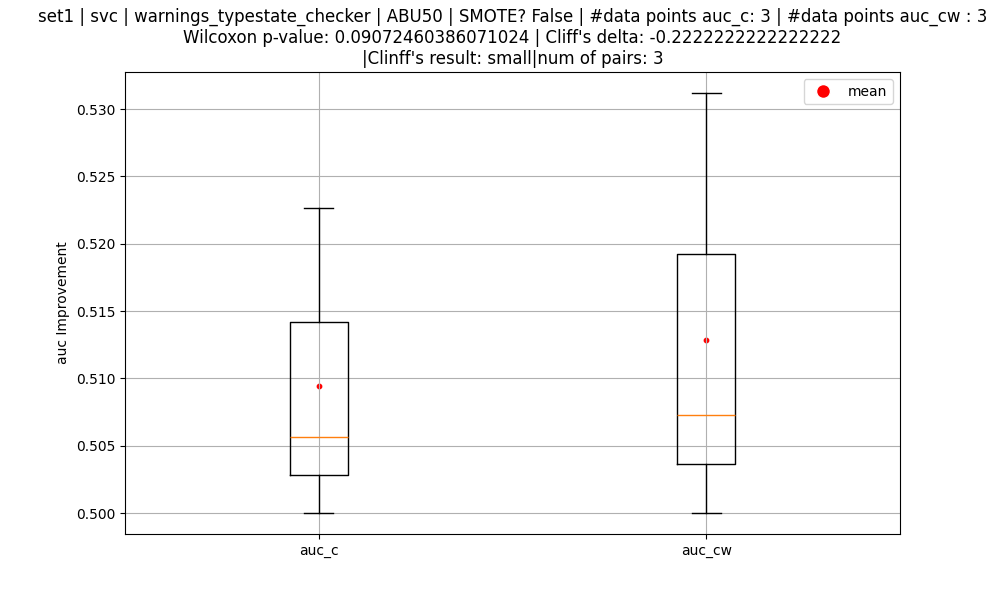 set1 | svc | warnings_typestate_checker | ABU50 | SMOTE? False | #data points auc_c: 3 | #data points auc_cw : 3
Wilcoxon p-value: 0.09072460386071024 | Cliff's delta: -0.2222222222222222
|Clinff's result: small|num of pairs: 3
mean
0.530
0.525
0.520
0.515
0.510
0.505
0.500
auc Improvement
auc_c
auc_cw